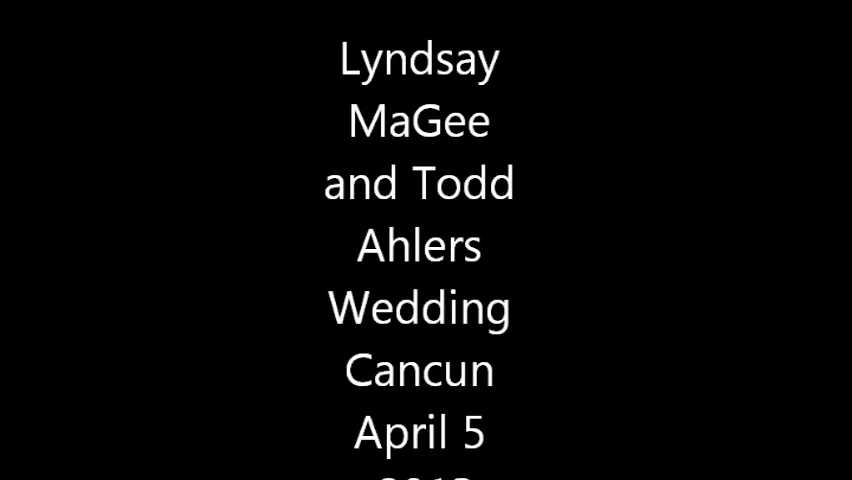 Lyndsay
MaGee
and Todd
Ahlers
Wedding
Cancun
April 5